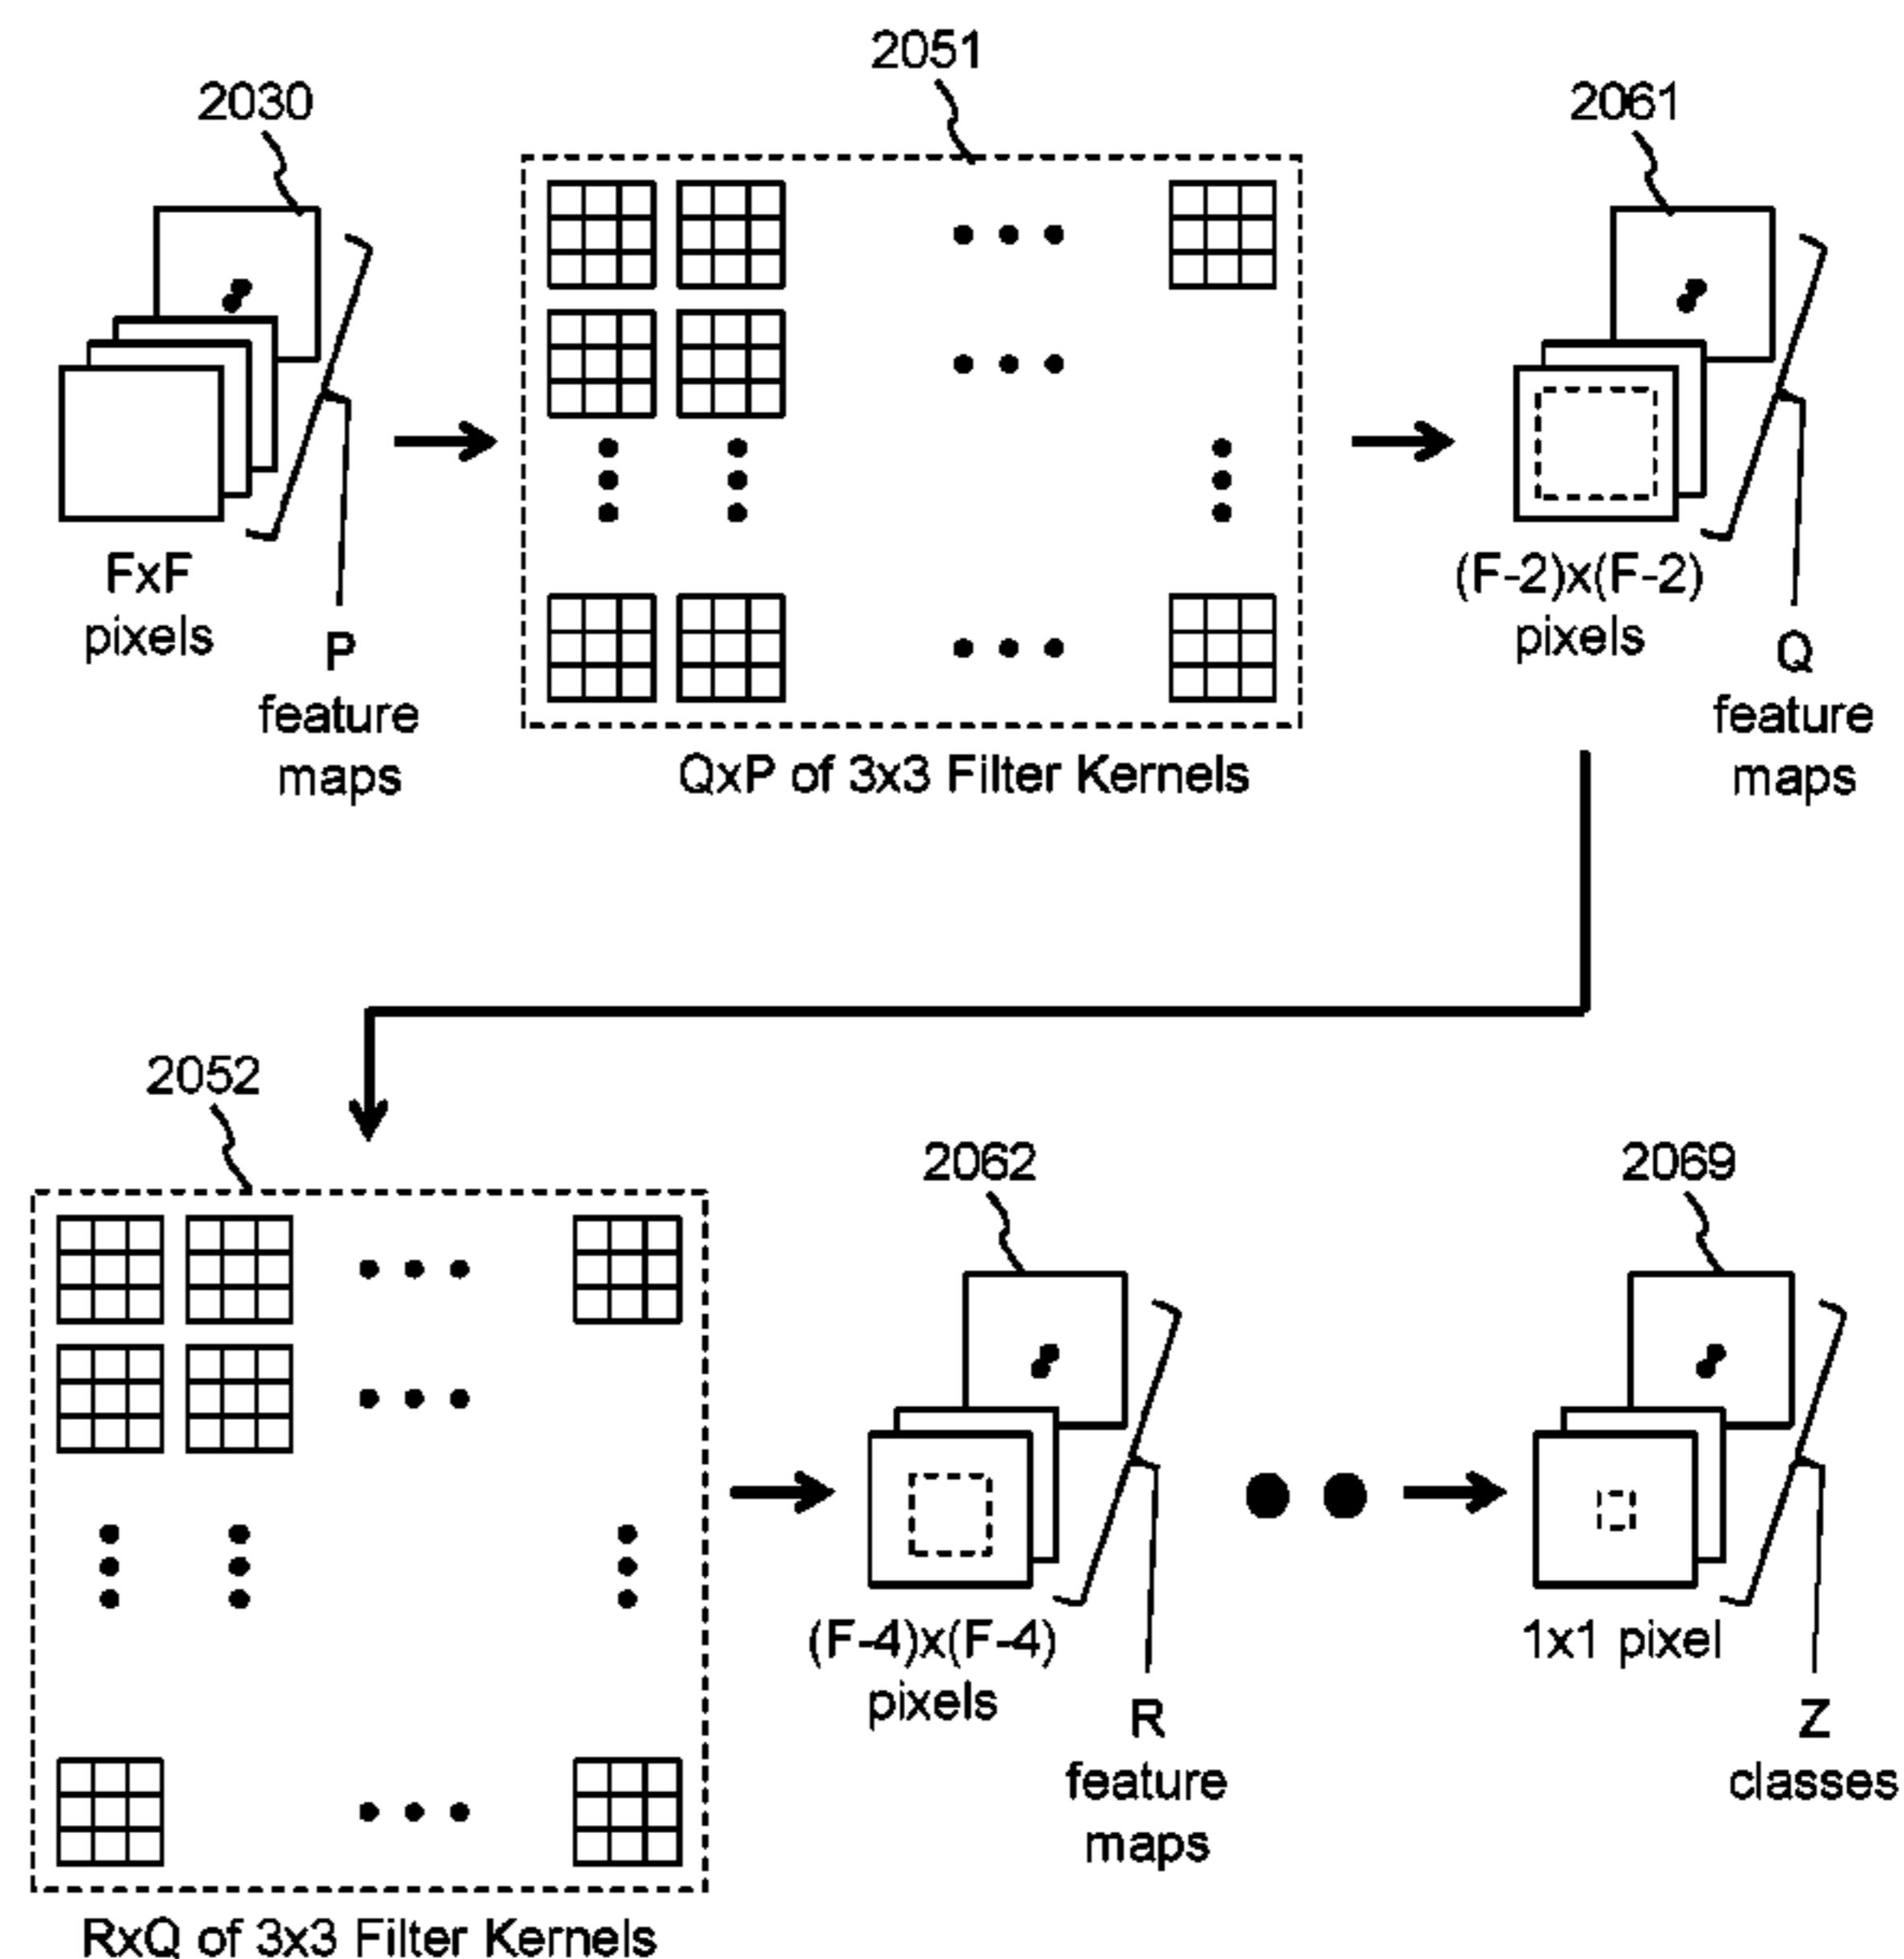 2030
2051
2061
FxF
pixels
P
feature
maps
QxP of 3x3 Filter Kernels
(F-2)x(F-2)
pixels
Q
feature
maps
2052
2062
2069
(F-4)x(F-4)
pixels
R
feature
maps
1x1 pixel
Z
classes
RxQ of 3x3 Filter Kernels